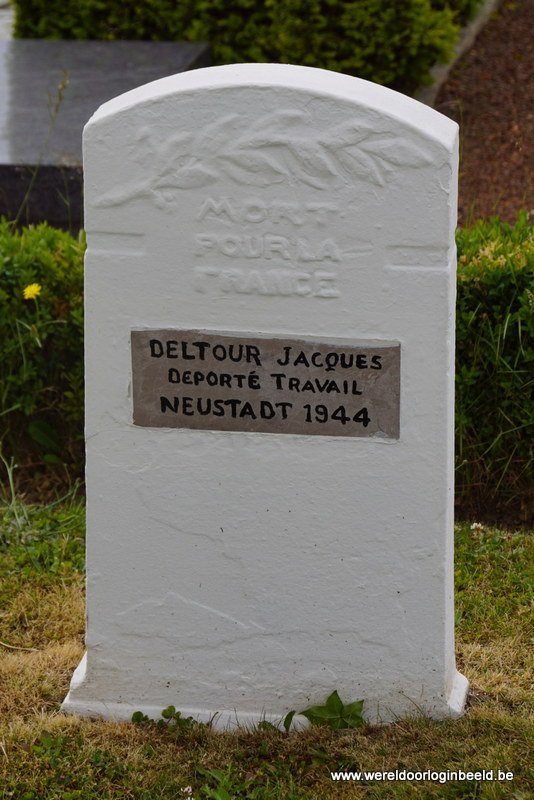 MORT
POUR LA
FRANCE
DELTOUR JACQUES
DEPORTÉ TRAVAIL
NEUSTADT 1944
www.wereldoorloginbeeld.be